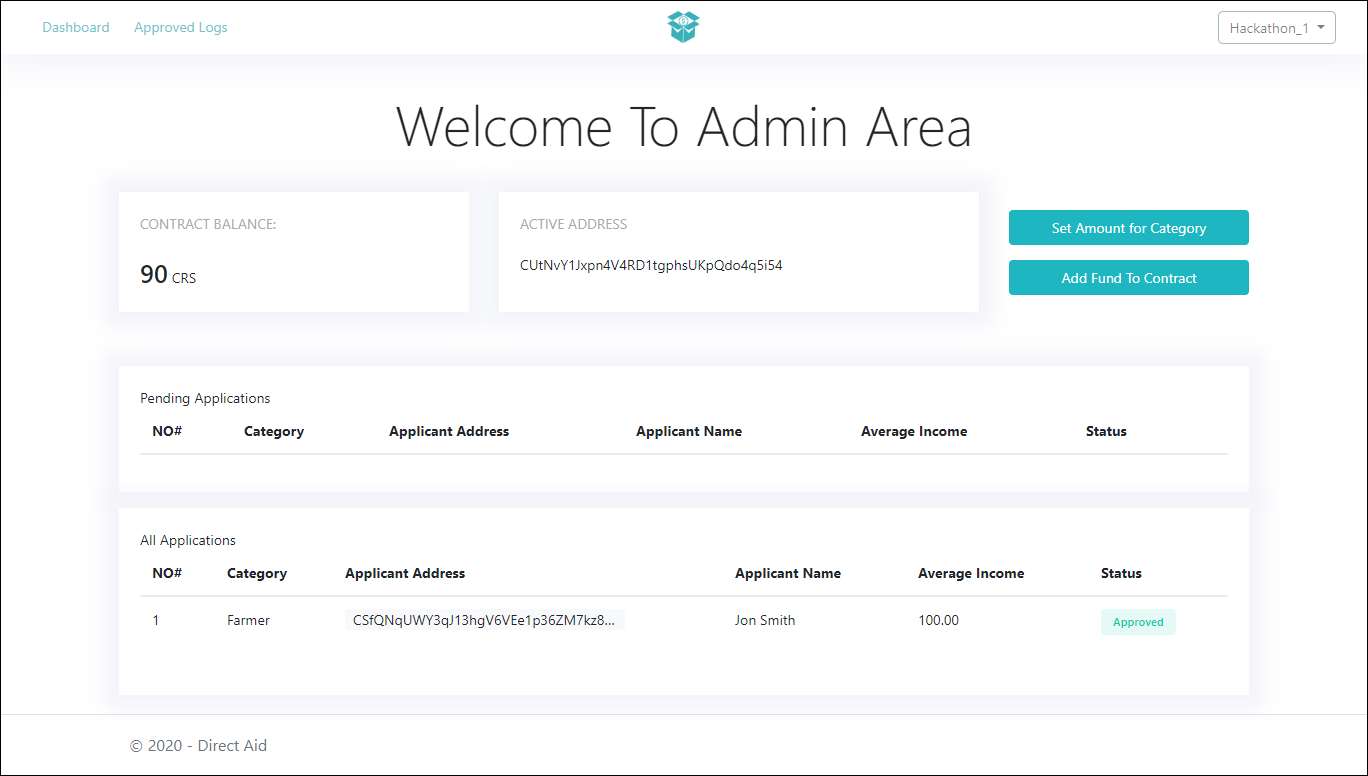 Dashboard Approved Logs Hackathon_1
Welcome To Admin Area
CONTRACT BALANCE:
90 CRS
ACTIVE ADDRESS
CUtNvY1Jxpn4V4RD1tgphsUKpQdo4q5i54
Set Amount for Category
Add Fund To Contract
Pending Applications
NO# Category Applicant Address Applicant Name Average Income Status
All Applications
NO# Category Applicant Address Applicant Name Average Income Status
1 Farmer CSfQNqUWY3qJ13hgV6VEe1p36ZM7kz8... Jon Smith 100.00 Approved
© 2020 - Direct Aid